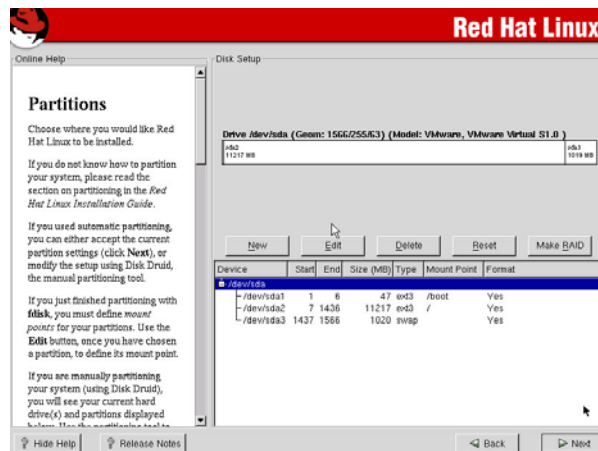 Red Hat Linux
Online Help
Disk Setup
Partitions
Choose where you would like Red
Hat Linux to be installed.
If you do not know how to partition
your system, please read the
section on partitioning in the Red
Hat Linux Installation Guide.
If you used automatic partitioning,
you can either accept the current
partition settings (click Next), or
modify the setup using Disk Druid,
the manual partitioning tool.
If you just finished partitioning with
fdisk, you must define mount
points for your partitions. Use the
Edit button, once you have chosen
a partition, to define its mount point.
If you are manually partitioning
your system (using Disk Druid),
you will see your current hard
drive(s) and partitions displayed
below. Use the partitioning tool to
Drive /dev/sda (Geom: 1566/255/63) (Model: VMware, VMware Virtual S1.0 )
sda2 sda3
11217 MB 1019 MB
New Edit Delete Reset Make RAID
Device Start End Size (MB) Type Mount Point Format
/dev/sda
/dev/sda1 1 6 47 ext3 /boot Yes
/dev/sda2 7 1436 11217 ext3 / Yes
/dev/sda3 1437 1566 1020 swap Yes
Hide Help Release Notes Back Next